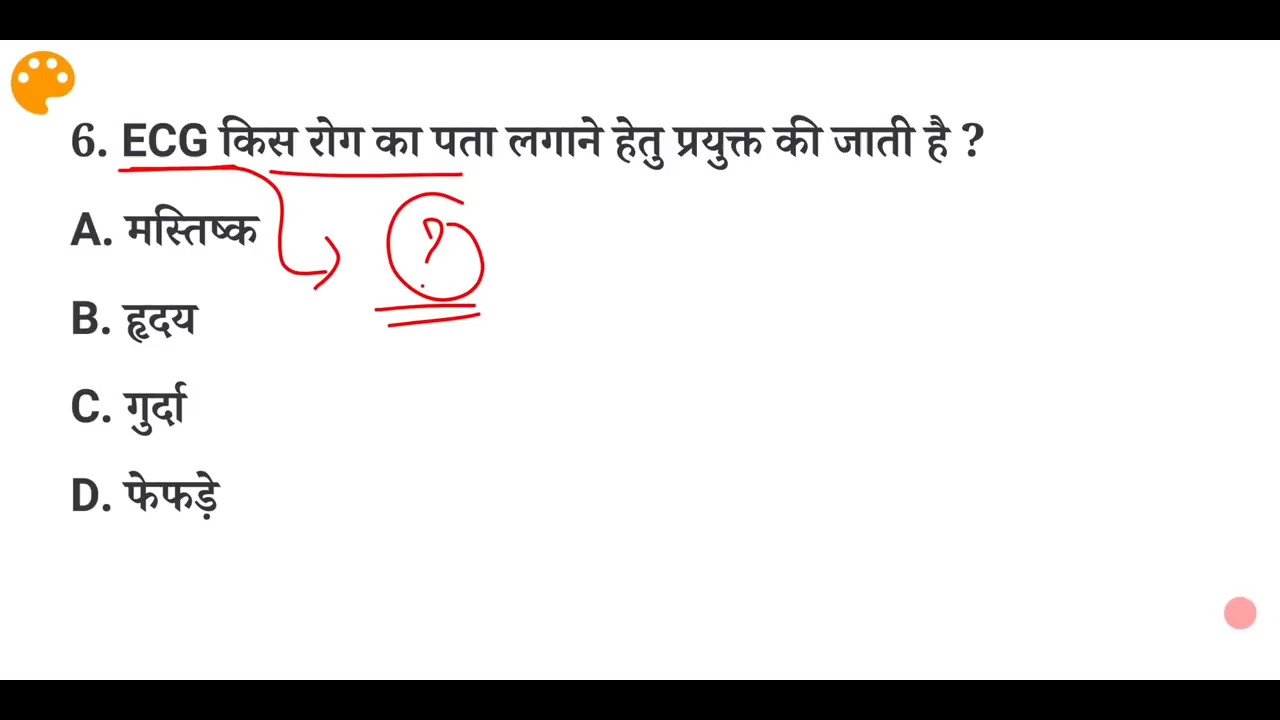 6. ECG किस रोग का पता लगाने हेतु प्रयुक्त की जाती है ?
A. मस्तिष्क
?
B. हृदय
C. गुर्दा
D. फेफड़े